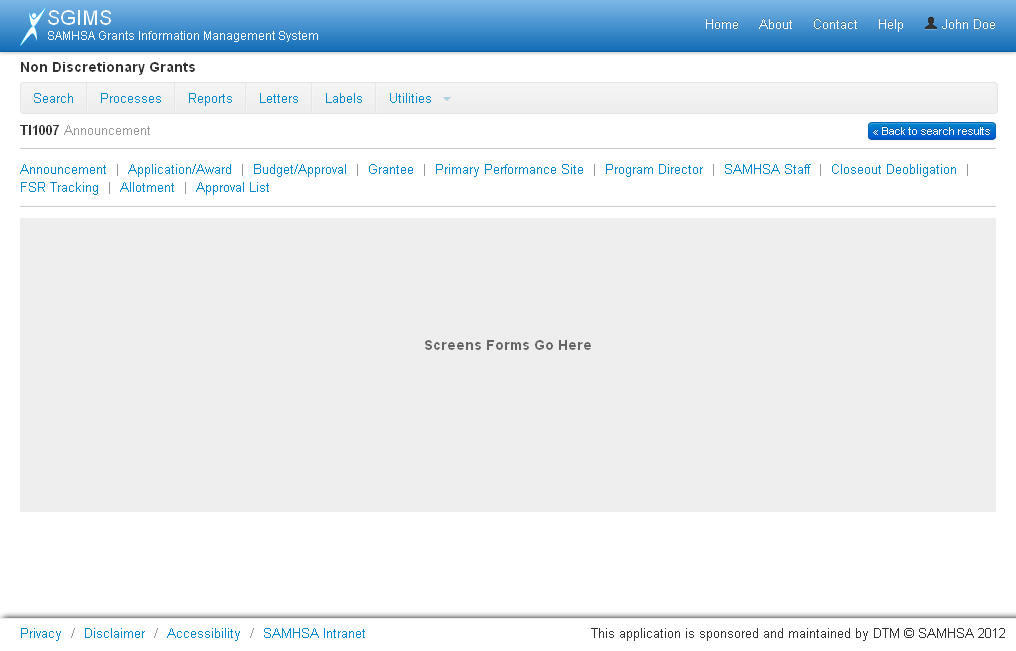 SGIMS
SAMHSA Grants Information Management System
Home About Contact Help John Doe
Non Discretionary Grants
Search Processes Reports Letters Labels Utilities
TI1007 Announcement
« Back to search results
Announcement | Application/Award | Budget/Approval | Grantee | Primary Performance Site | Program Director | SAMHSA Staff | Closeout Deobligation |
FSR Tracking | Allotment | Approval List
Screens Forms Go Here
Privacy / Disclaimer / Accessibility / SAMHSA Intranet
This application is sponsored and maintained by DTM © SAMHSA 2012